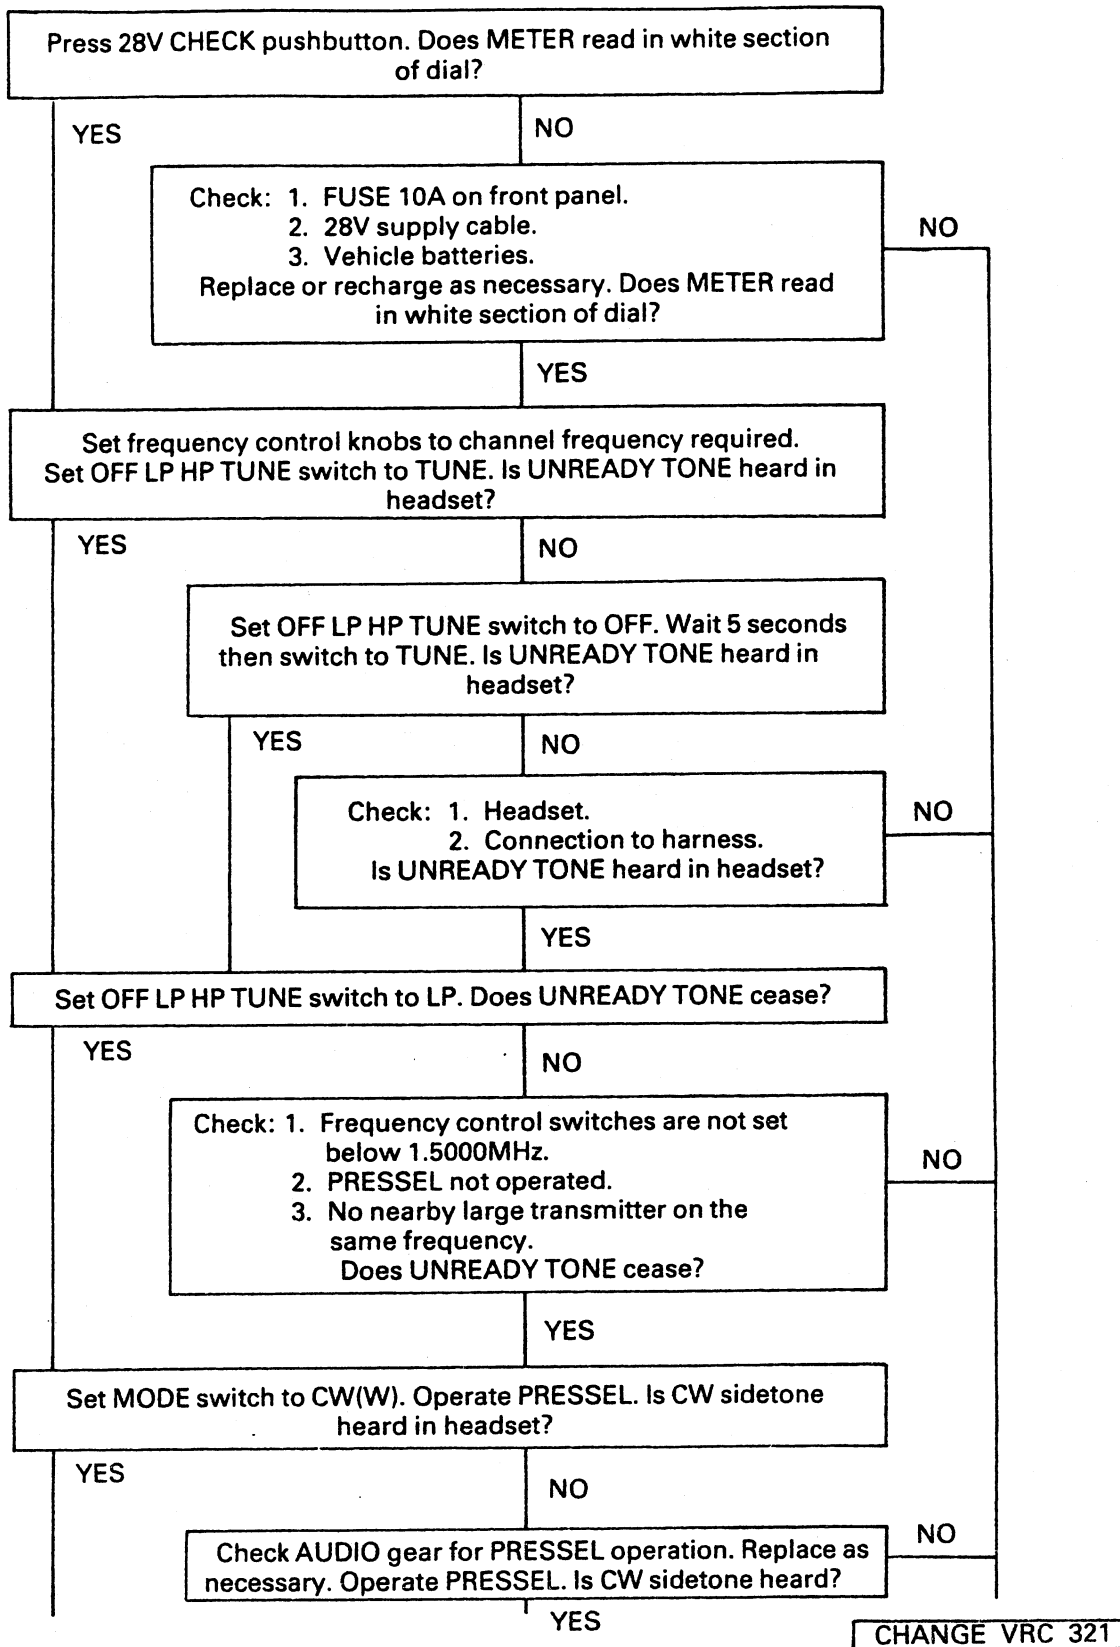 Press 28V CHECK pushbutton. Does METER read in white section
of dial?
YES
NO
Check: 1. FUSE 10A on front panel.
2. 28V supply cable.
3. Vehicle batteries.
Replace or recharge as necessary. Does METER read
in white section of dial?
NO
YES
Set frequency control knobs to channel frequency required.
Set OFF LP HP TUNE switch to TUNE. Is UNREADY TONE heard in
headset?
YES
NO
Set OFF LP HP TUNE switch to OFF. Wait 5 seconds
then switch to TUNE. Is UNREADY TONE heard in
headset?
YES
NO
Check: 1. Headset.
2. Connection to harness.
Is UNREADY TONE heard in headset?
NO
YES
Set OFF LP HP TUNE switch to LP. Does UNREADY TONE cease?
YES
NO
Check: 1. Frequency control switches are not set
below 1.5000MHz.
2. PRESSEL not operated.
3. No nearby large transmitter on the
same frequency.
Does UNREADY TONE cease?
NO
YES
Set MODE switch to CW(W). Operate PRESSEL. Is CW sidetone
heard in headset?
YES
NO
Check AUDIO gear for PRESSEL operation. Replace as
necessary. Operate PRESSEL. Is CW sidetone heard?
NO
YES
CHANGE VRC 321